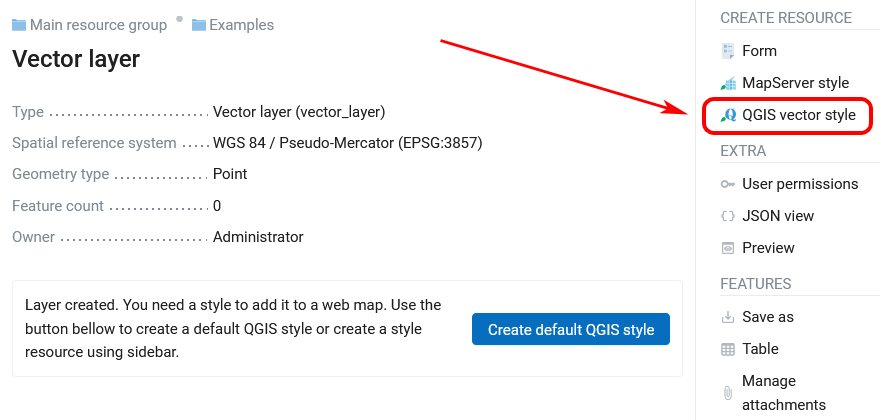 Main resource group Examples
Vector layer
Type Vector layer (vector_layer)
Spatial reference system WGS 84 / Pseudo-Mercator (EPSG:3857)
Geometry type Point
Feature count 0
Owner Administrator
Layer created. You need a style to add it to a web map. Use the
button bellow to create a default QGIS style or create a style
resource using sidebar.
Create default QGIS style
CREATE RESOURCE
Form
MapServer style
QGIS vector style
EXTRA
User permissions
JSON view
Preview
FEATURES
Save as
Table
Manage
attachments